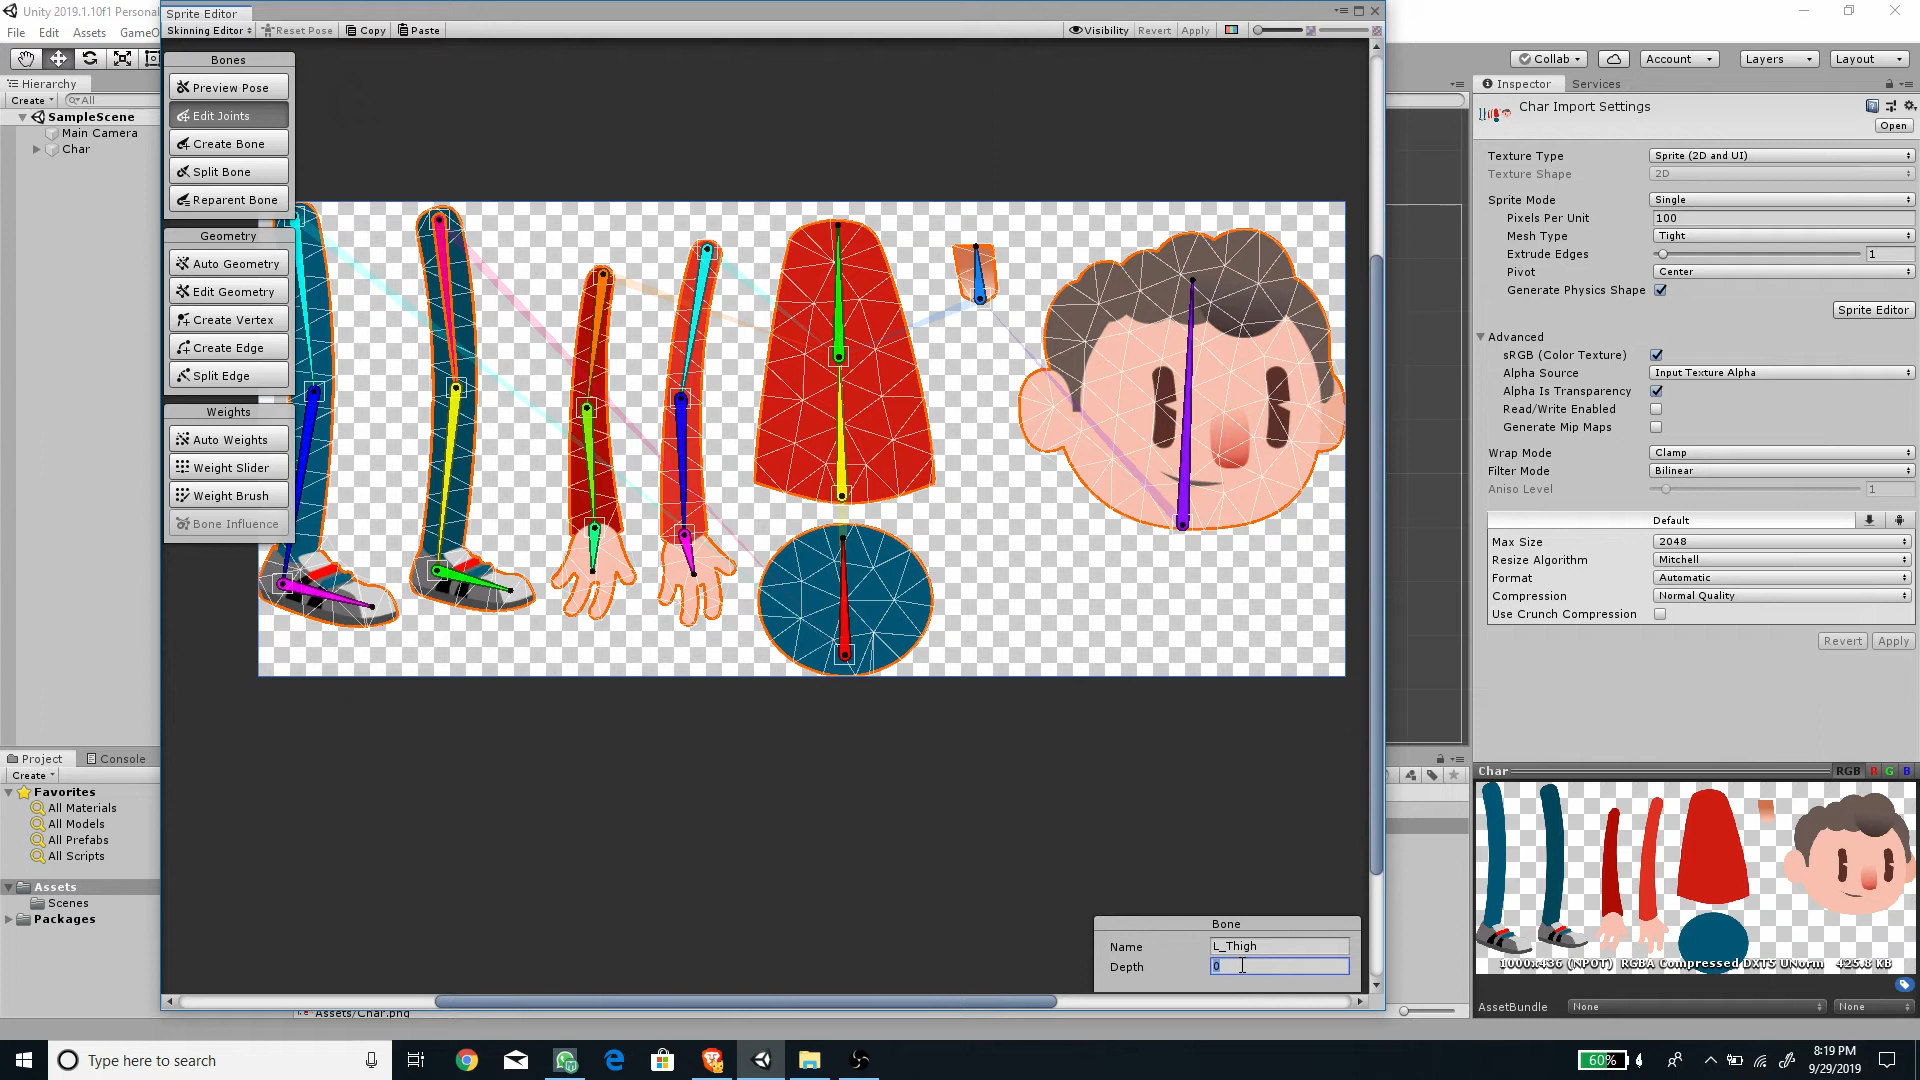 Unity 2019.1.10f1 Personal
File Edit Assets GameO
Sprite Editor
Skinning Editor Reset Pose Copy Paste Visibility Revert Apply
Collab Account Layers Layout
Hierarchy
Create All
SampleScene
Main Camera
Char
Bones
Preview Pose
Edit Joints
Create Bone
Split Bone
Reparent Bone
Geometry
Auto Geometry
Edit Geometry
Create Vertex
Create Edge
Split Edge
Weights
Auto Weights
Weight Slider
Weight Brush
Bone Influence
Bone
Name L_Thigh
Depth 0
Inspector Services
Char Import Settings
Open
Texture Type Sprite (2D and UI)
Texture Shape 2D
Sprite Mode Single
Pixels Per Unit 100
Mesh Type Tight
Extrude Edges 1
Pivot Center
Generate Physics Shape
Sprite Editor
Advanced
sRGB (Color Texture)
Alpha Source Input Texture Alpha
Alpha Is Transparency
Read/Write Enabled
Generate Mip Maps
Wrap Mode Clamp
Filter Mode Bilinear
Aniso Level 1
Default
Max Size 2048
Resize Algorithm Mitchell
Format Automatic
Compression Normal Quality
Use Crunch Compression
Revert Apply
Char RGB R G B
1000x436 (NPOT) RGBA Compressed DXT5 UNorm 425.8 KB
AssetBundle None None
Project Console
Create
Favorites
All Materials
All Models
All Prefabs
All Scripts
Assets
Scenes
Packages
Assets/Char.png
Type here to search
60%
8:19 PM
9/29/2019